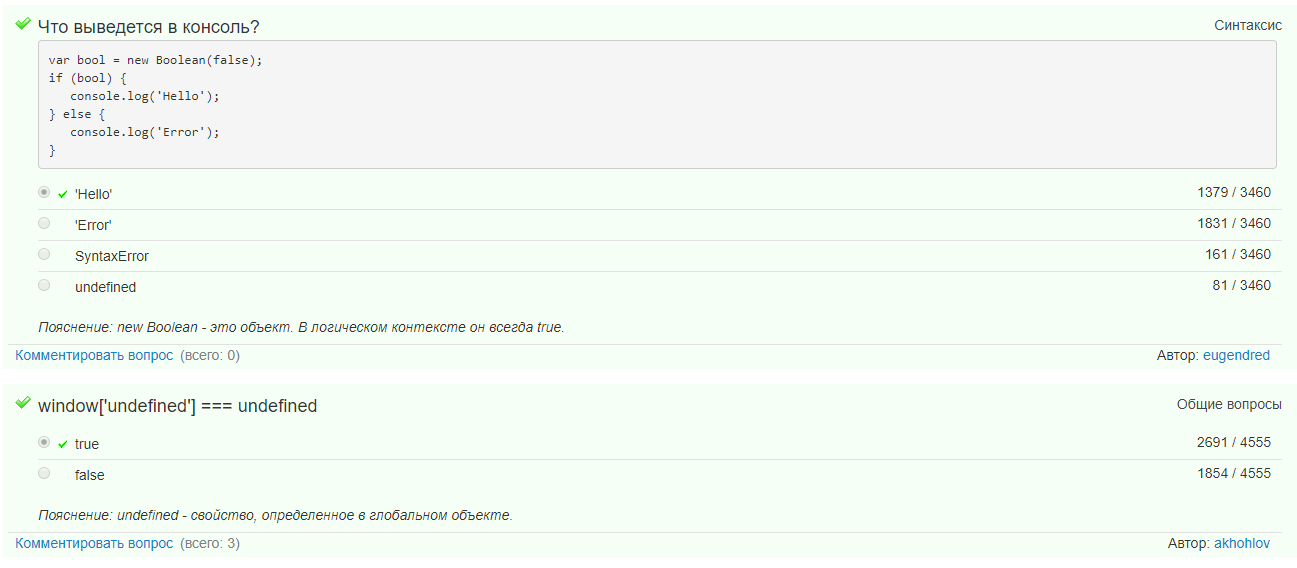 Что выведется в консоль?
Синтаксис
var bool = new Boolean(false);
if (bool) {
   console.log('Hello');
} else {
   console.log('Error');
}
'Hello' 1379 / 3460
'Error' 1831 / 3460
SyntaxError 161 / 3460
undefined 81 / 3460
Пояснение: new Boolean - это объект. В логическом контексте он всегда true.
Комментировать вопрос (всего: 0) Автор: eugendred
window['undefined'] === undefined
Общие вопросы
true 2691 / 4555
false 1854 / 4555
Пояснение: undefined - свойство, определенное в глобальном объекте.
Комментировать вопрос (всего: 3) Автор: akhohlov